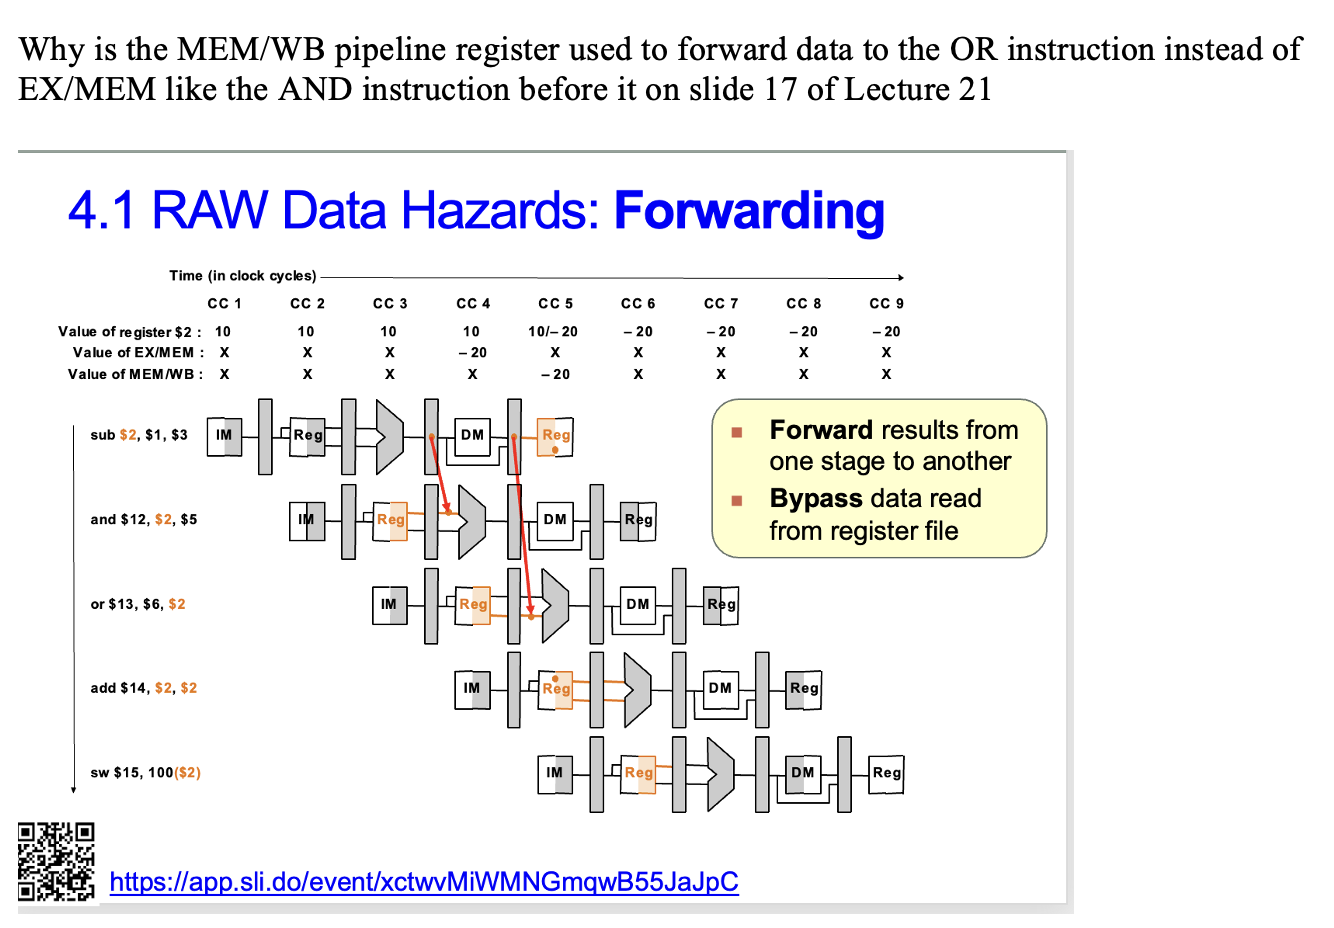 Why is the MEM/WB pipeline register used to forward data to the OR instruction instead of
EX/MEM like the AND instruction before it on slide 17 of Lecture 21
4.1 RAW Data Hazards: Forwarding
Time (in clock cycles)
CC 1 CC 2 CC 3 CC 4 CC 5 CC 6 CC 7 CC 8 CC 9
Value of register $2 : 10 10 10 10 10/– 20 – 20 – 20 – 20 – 20
Value of EX/MEM : X X X – 20 X X X X X
Value of MEM/WB : X X X X – 20 X X X X
sub $2, $1, $3 IM Reg DM Reg
and $12, $2, $5 IM Reg DM Reg
or $13, $6, $2 IM Reg DM Reg
add $14, $2, $2 IM Reg DM Reg
sw $15, 100($2) IM Reg DM Reg
Forward results from
one stage to another
Bypass data read
from register file
https://app.sli.do/event/xctwvMiWMNGmqwB55JaJpC